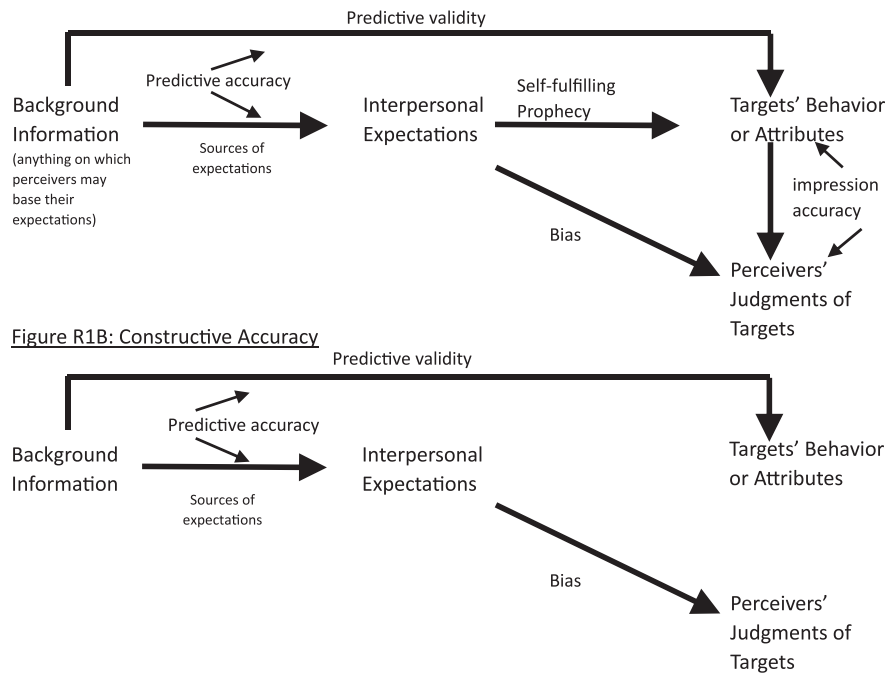 Predictive validity
Predictive accuracy
Background
Information
(anything on which
perceivers may
base their
expectations)
Sources of
expectations
Interpersonal
Expectations
Self-fulfilling
Prophecy
Targets' Behavior
or Attributes
impression
accuracy
Bias
Perceivers'
Judgments of
Targets
Figure R1B: Constructive Accuracy
Predictive validity
Predictive accuracy
Background
Information
Sources of
expectations
Interpersonal
Expectations
Targets' Behavior
or Attributes
Bias
Perceivers'
Judgments of
Targets